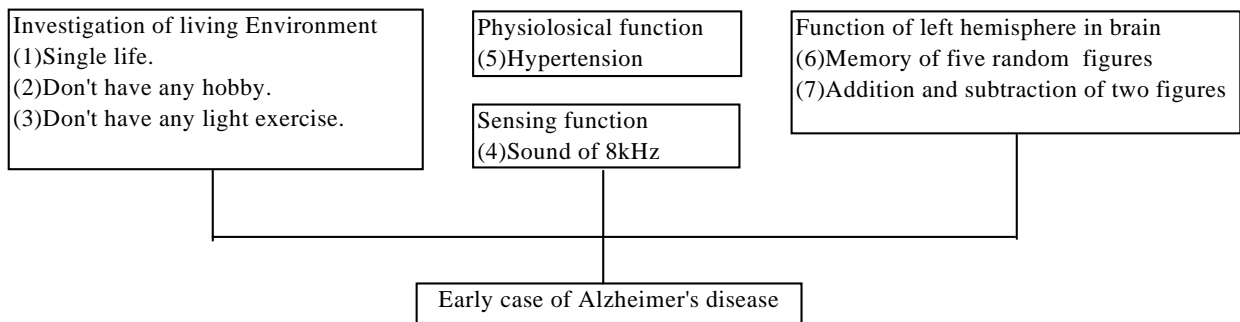 Investigation of living Environment
(1)Single life.
(2)Don't have any hobby.
(3)Don't have any light exercise.
Physiolosical function
(5)Hypertension
Sensing function
(4)Sound of 8kHz
Function of left hemisphere in brain
(6)Memory of five random figures
(7)Addition and subtraction of two figures
Early case of Alzheimer's disease